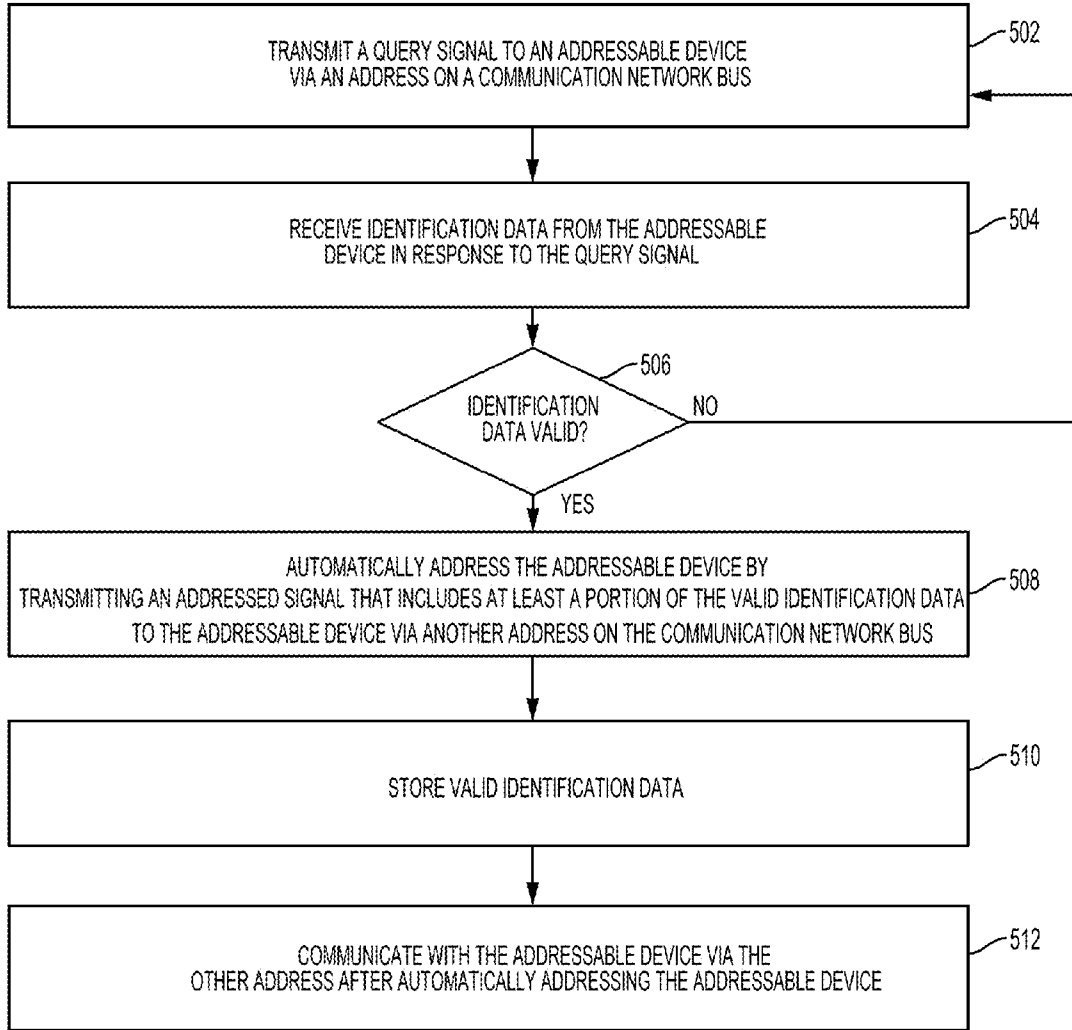 TRANSMIT A QUERY SIGNAL TO AN ADDRESSABLE DEVICE
VIA AN ADDRESS ON A COMMUNICATION NETWORK BUS
502
RECEIVE IDENTIFICATION DATA FROM THE ADDRESSABLE
DEVICE IN RESPONSE TO THE QUERY SIGNAL
504
506
IDENTIFICATION
DATA VALID?
NO
YES
AUTOMATICALLY ADDRESS THE ADDRESSABLE DEVICE BY
TRANSMITTING AN ADDRESSED SIGNAL THAT INCLUDES AT LEAST A PORTION OF THE VALID IDENTIFICATION DATA
TO THE ADDRESSABLE DEVICE VIA ANOTHER ADDRESS ON THE COMMUNICATION NETWORK BUS
508
STORE VALID IDENTIFICATION DATA
510
COMMUNICATE WITH THE ADDRESSABLE DEVICE VIA THE
OTHER ADDRESS AFTER AUTOMATICALLY ADDRESSING THE ADDRESSABLE DEVICE
512